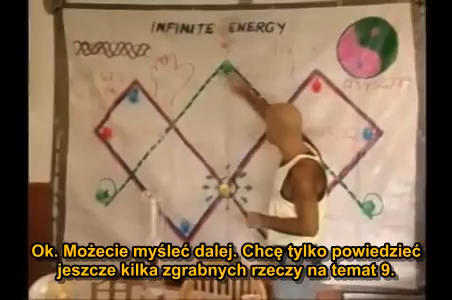 INFINITE ENERGY
Ok. Możecie myśleć dalej. Chcę tylko powiedzieć
jeszcze kilka zgrabnych rzeczy na temat 9.